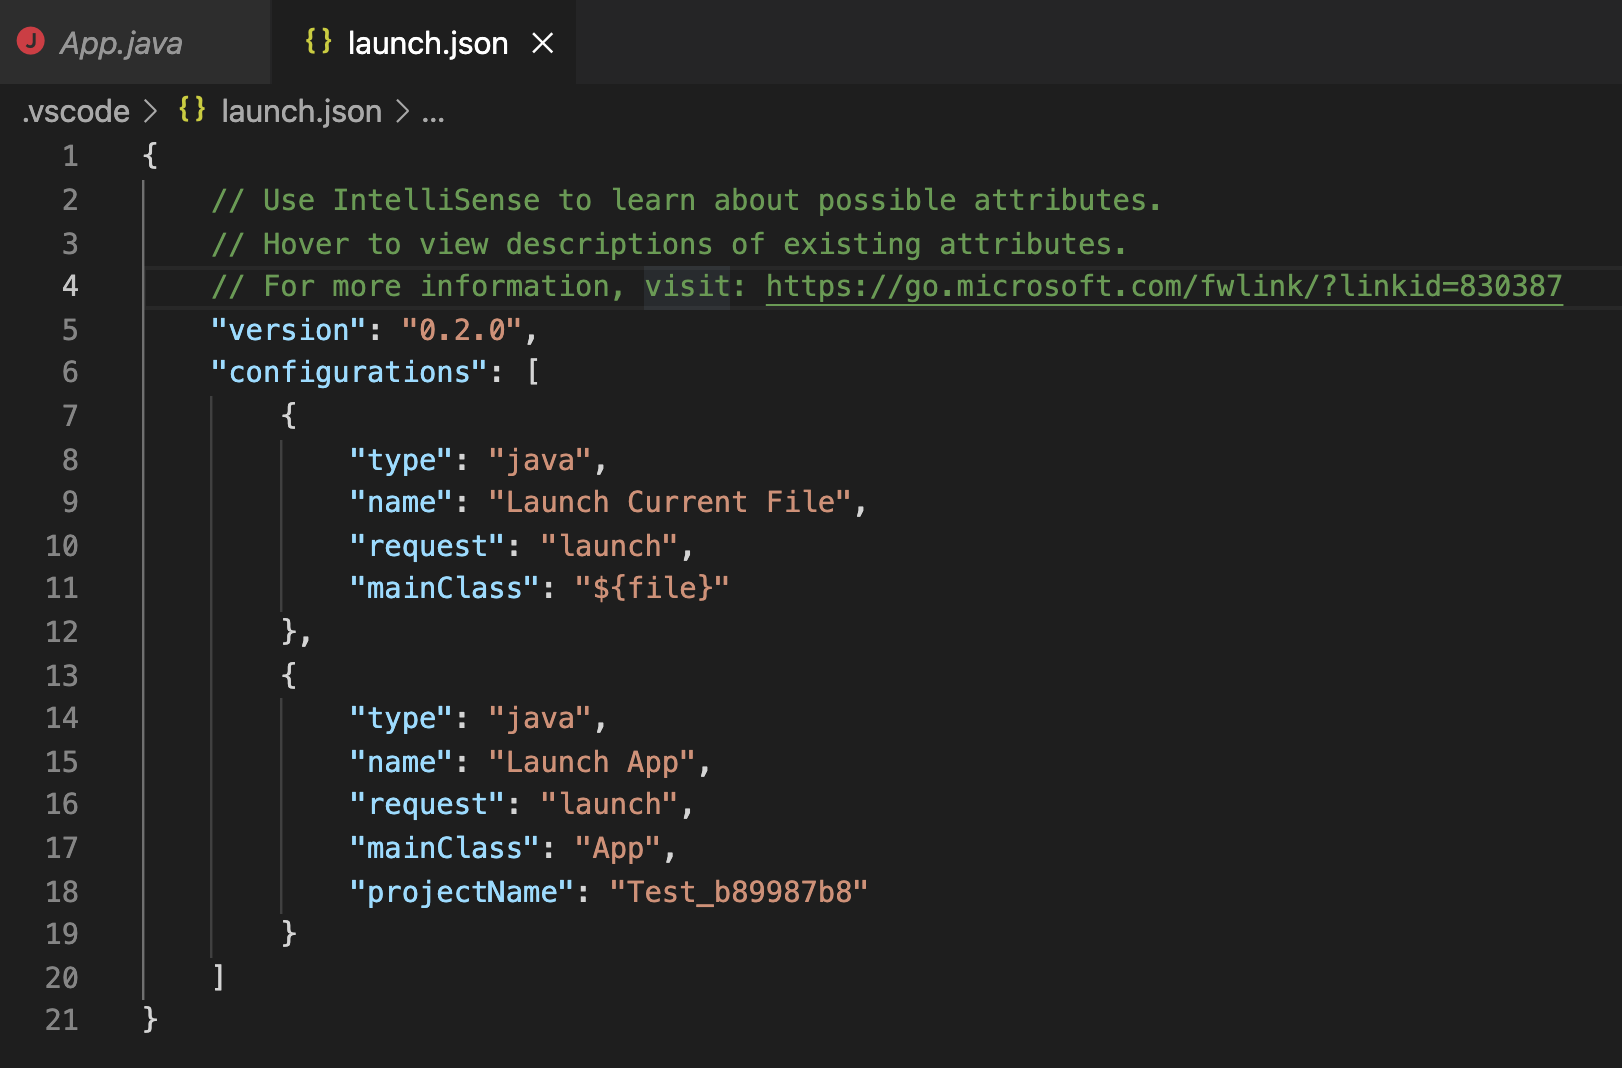 J App.java {} launch.json ×
.vscode > {} launch.json > ...
1 {
2 // Use IntelliSense to learn about possible attributes.
3 // Hover to view descriptions of existing attributes.
4 // For more information, visit: https://go.microsoft.com/fwlink/?linkid=830387
5 "version": "0.2.0",
6 "configurations": [
7 {
8 "type": "java",
9 "name": "Launch Current File",
10 "request": "launch",
11 "mainClass": "${file}"
12 },
13 {
14 "type": "java",
15 "name": "Launch App",
16 "request": "launch",
17 "mainClass": "App",
18 "projectName": "Test_b89987b8"
19 }
20 ]
21 }